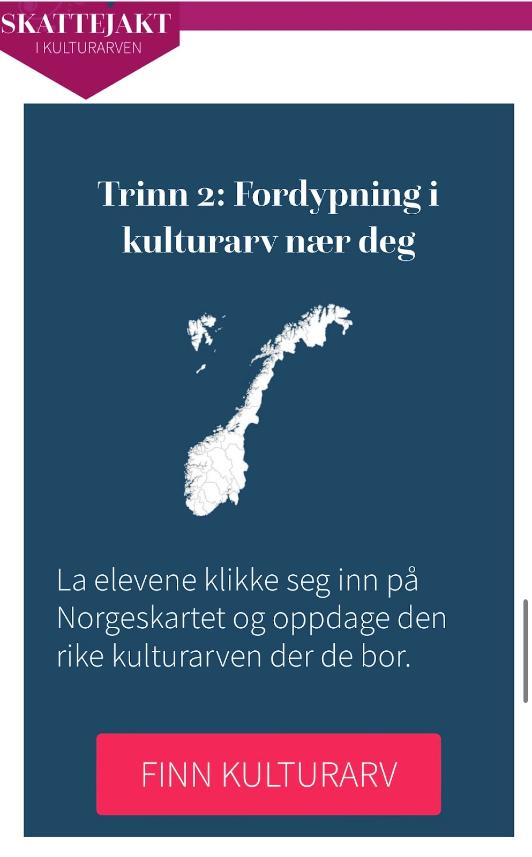 SKATTEJAKT
I KULTURARVEN
Trinn 2: Fordypning i
kulturarv nær deg
La elevene klikke seg inn på
Norgeskartet og oppdage den
rike kulturarven der de bor.
FINN KULTURARV